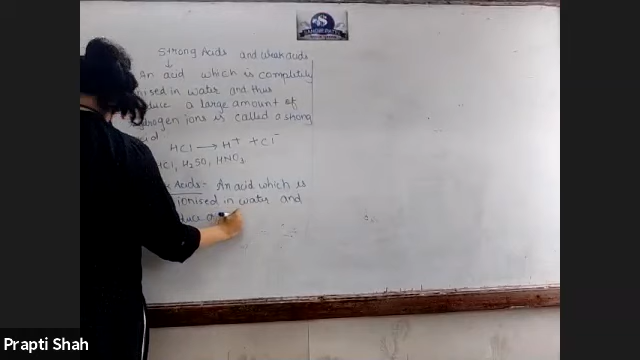 Strong Acids and Weak acids
↓
An acid which is completely
ionised in water and thus
a large amount of
hydrogen ions is called a strong
HCl → H+ + Cl-
HCl, H2SO, HNO3
Acids- An acid which is
ionised in water and
Prapti Shah